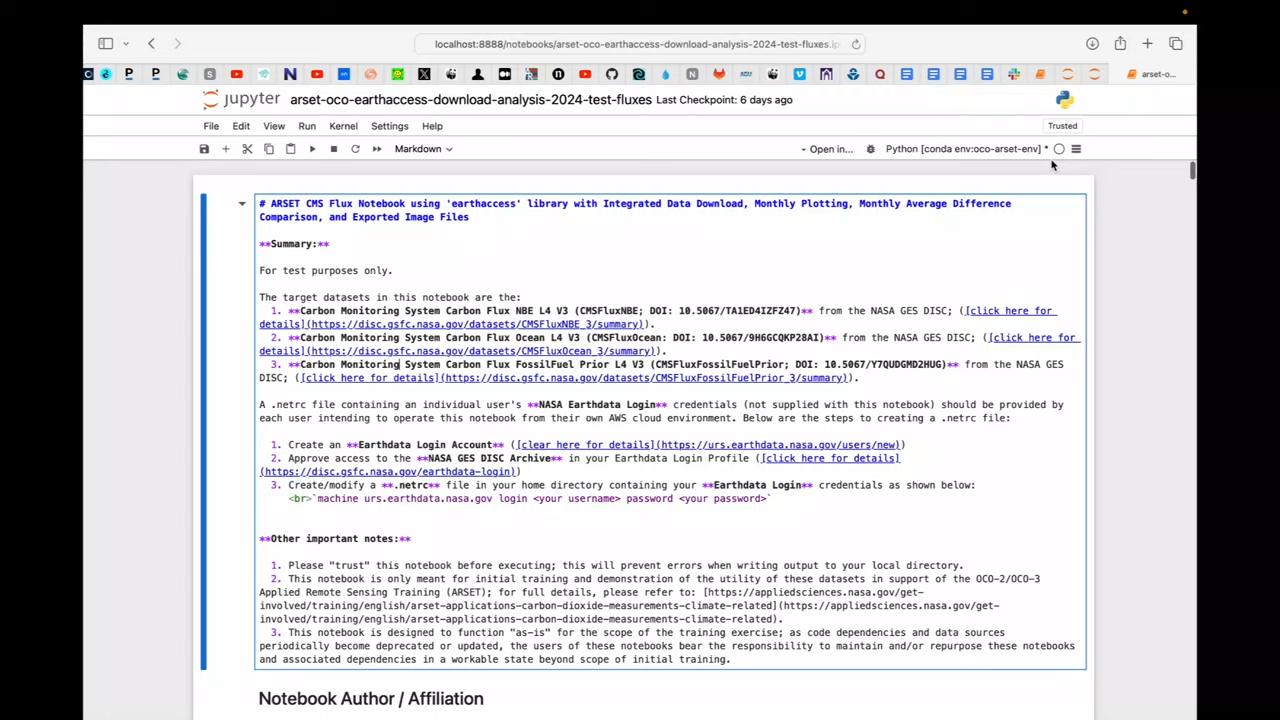 localhost:8888/notebooks/arset-oco-earthaccess-download-analysis-2024-test-fluxes.ip
arset-o...
jupyter arset-oco-earthaccess-download-analysis-2024-test-fluxes Last Checkpoint: 6 days ago
File Edit View Run Kernel Settings Help
Trusted
Markdown Open in... Python [conda env:oco-arset-env] *
# ARSET CMS Flux Notebook using 'earthaccess' library with Integrated Data Download, Monthly Plotting, Monthly Average Difference
Comparison, and Exported Image Files
**Summary:**
For test purposes only.
The target datasets in this notebook are the:
1. **Carbon Monitoring System Carbon Flux NBE L4 V3 (CMSFluxNBE; DOI: 10.5067/TA1ED4IZFZ47)** from the NASA GES DISC; ([click here for
details](https://disc.gsfc.nasa.gov/datasets/CMSFluxNBE_3/summary)).
2. **Carbon Monitoring System Carbon Flux Ocean L4 V3 (CMSFluxOcean: DOI: 10.5067/9H6GCQKP28AI)** from the NASA GES DISC; ([click here for
details](https://disc.gsfc.nasa.gov/datasets/CMSFluxOcean_3/summary)).
3. **Carbon Monitoring System Carbon Flux FossilFuel Prior L4 V3 (CMSFluxFossilFuelPrior; DOI: 10.5067/Y7QUDGMD2HUG)** from the NASA GES
DISC; ([click here for details](https://disc.gsfc.nasa.gov/datasets/CMSFluxFossilFuelPrior_3/summary)).
A .netrc file containing an individual user's **NASA Earthdata Login** credentials (not supplied with this notebook) should be provided by
each user intending to operate this notebook from their own AWS cloud environment. Below are the steps to creating a .netrc file:
1. Create an **Earthdata Login Account** ([clear here for details](https://urs.earthdata.nasa.gov/users/new))
2. Approve access to the **NASA GES DISC Archive** in your Earthdata Login Profile ([click here for details]
(https://disc.gsfc.nasa.gov/earthdata-login))
3. Create/modify a **.netrc** file in your home directory containing your **Earthdata Login** credentials as shown below:
<br>`machine urs.earthdata.nasa.gov login <your username> password <your password>`
**Other important notes:**
1. Please "trust" this notebook before executing; this will prevent errors when writing output to your local directory.
2. This notebook is only meant for initial training and demonstration of the utility of these datasets in support of the OCO-2/OCO-3
Applied Remote Sensing Training (ARSET); for full details, please refer to: [https://appliedsciences.nasa.gov/get-
involved/training/english/arset-applications-carbon-dioxide-measurements-climate-related](https://appliedsciences.nasa.gov/get-
involved/training/english/arset-applications-carbon-dioxide-measurements-climate-related).
3. This notebook is designed to function "as-is" for the scope of the training exercise; as code dependencies and data sources
periodically become deprecated or updated, the users of these notebooks bear the responsibility to maintain and/or repurpose these notebooks
and associated dependencies in a workable state beyond scope of initial training.
Notebook Author / Affiliation